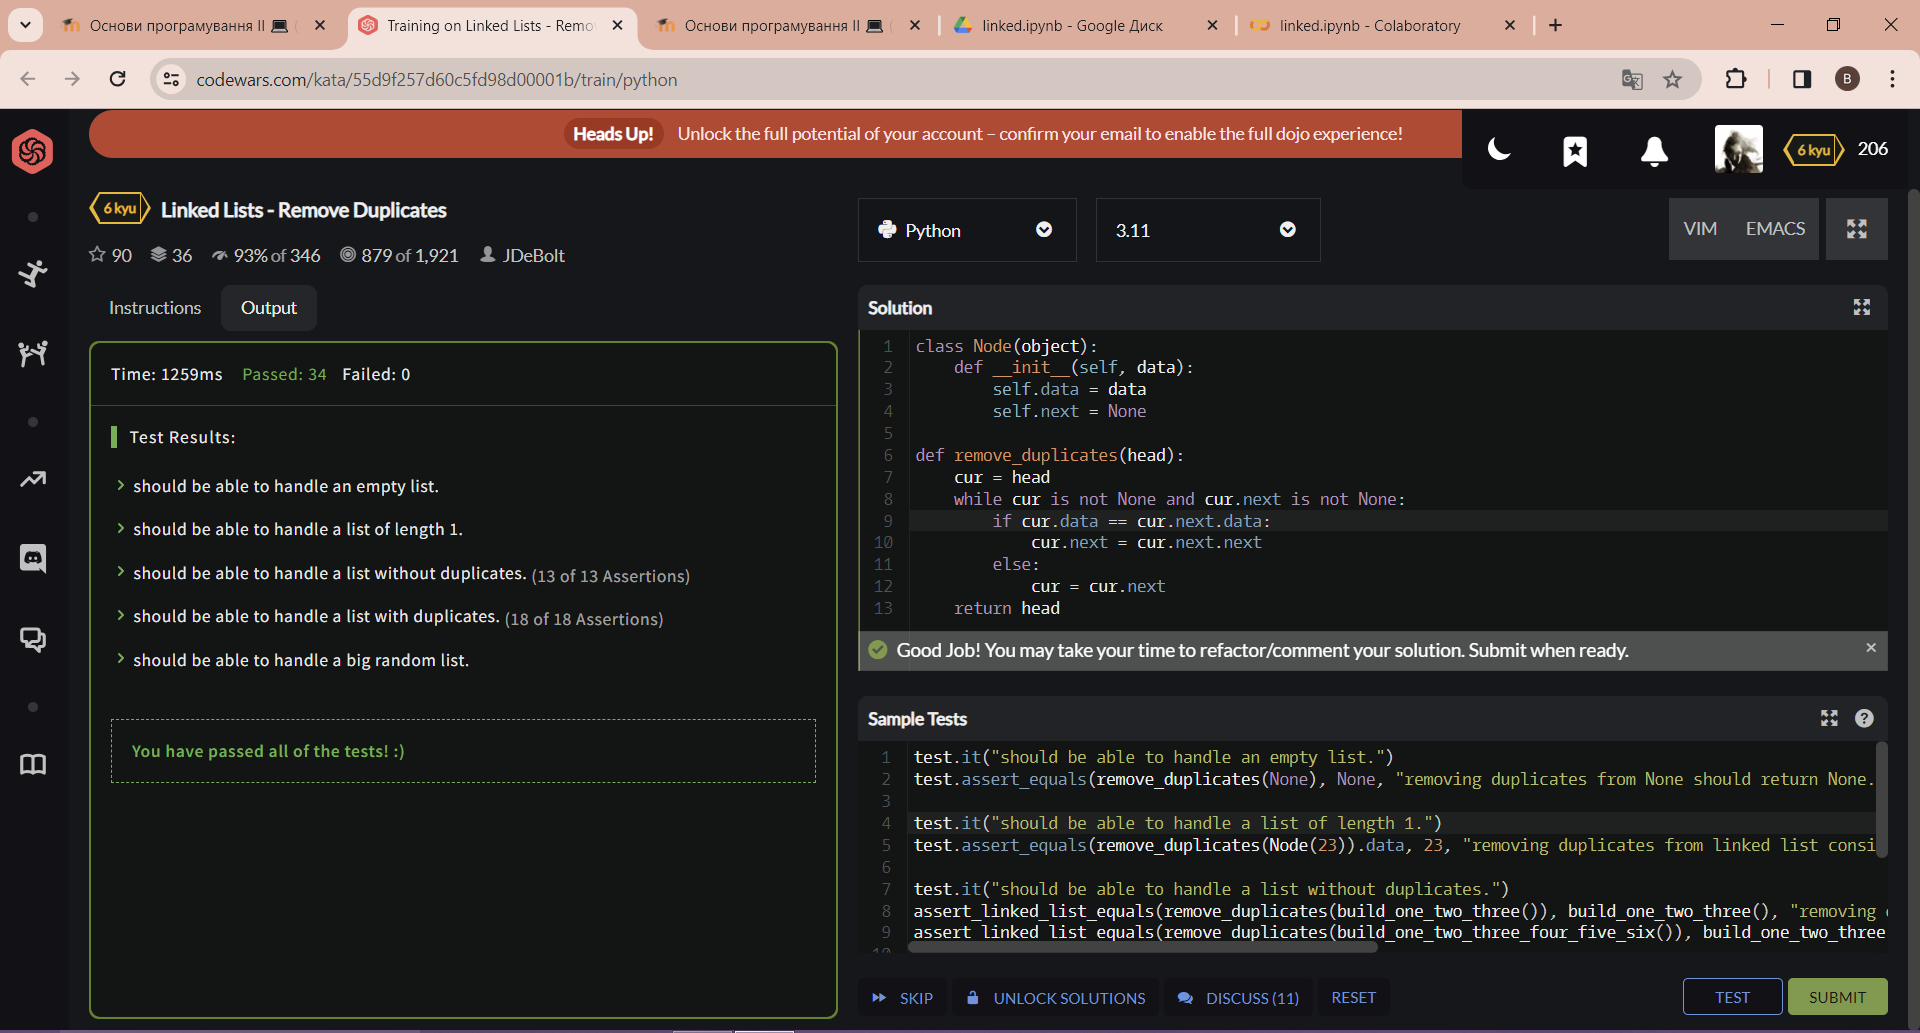 Основи програмування II 💻
Training on Linked Lists - Remo
Основи програмування II 💻
linked.ipynb - Google Диск
linked.ipynb - Colaboratory
codewars.com/kata/55d9f257d60c5fd98d00001b/train/python
B
Heads Up! Unlock the full potential of your account – confirm your email to enable the full dojo experience!
6 kyu 206
6 kyu Linked Lists - Remove Duplicates
90 36 93% of 346 879 of 1,921 JDeBolt
Python
3.11
VIM EMACS
Instructions Output
Time: 1259ms Passed: 34 Failed: 0
Test Results:
should be able to handle an empty list.
should be able to handle a list of length 1.
should be able to handle a list without duplicates. (13 of 13 Assertions)
should be able to handle a list with duplicates. (18 of 18 Assertions)
should be able to handle a big random list.
You have passed all of the tests! :)
Solution
1 class Node(object):
2 def __init__(self, data):
3 self.data = data
4 self.next = None
5
6 def remove_duplicates(head):
7 cur = head
8 while cur is not None and cur.next is not None:
9 if cur.data == cur.next.data:
10 cur.next = cur.next.next
11 else:
12 cur = cur.next
13 return head
Good Job! You may take your time to refactor/comment your solution. Submit when ready.
Sample Tests
1 test.it("should be able to handle an empty list.")
2 test.assert_equals(remove_duplicates(None), None, "removing duplicates from None should return None.
3
4 test.it("should be able to handle a list of length 1.")
5 test.assert_equals(remove_duplicates(Node(23)).data, 23, "removing duplicates from linked list consi
6
7 test.it("should be able to handle a list without duplicates.")
8 assert_linked_list_equals(remove_duplicates(build_one_two_three()), build_one_two_three(), "removing
9 assert_linked_list_equals(remove_duplicates(build_one_two_three_four_five_six()), build_one_two_three
10
SKIP UNLOCK SOLUTIONS DISCUSS (11) RESET
TEST SUBMIT